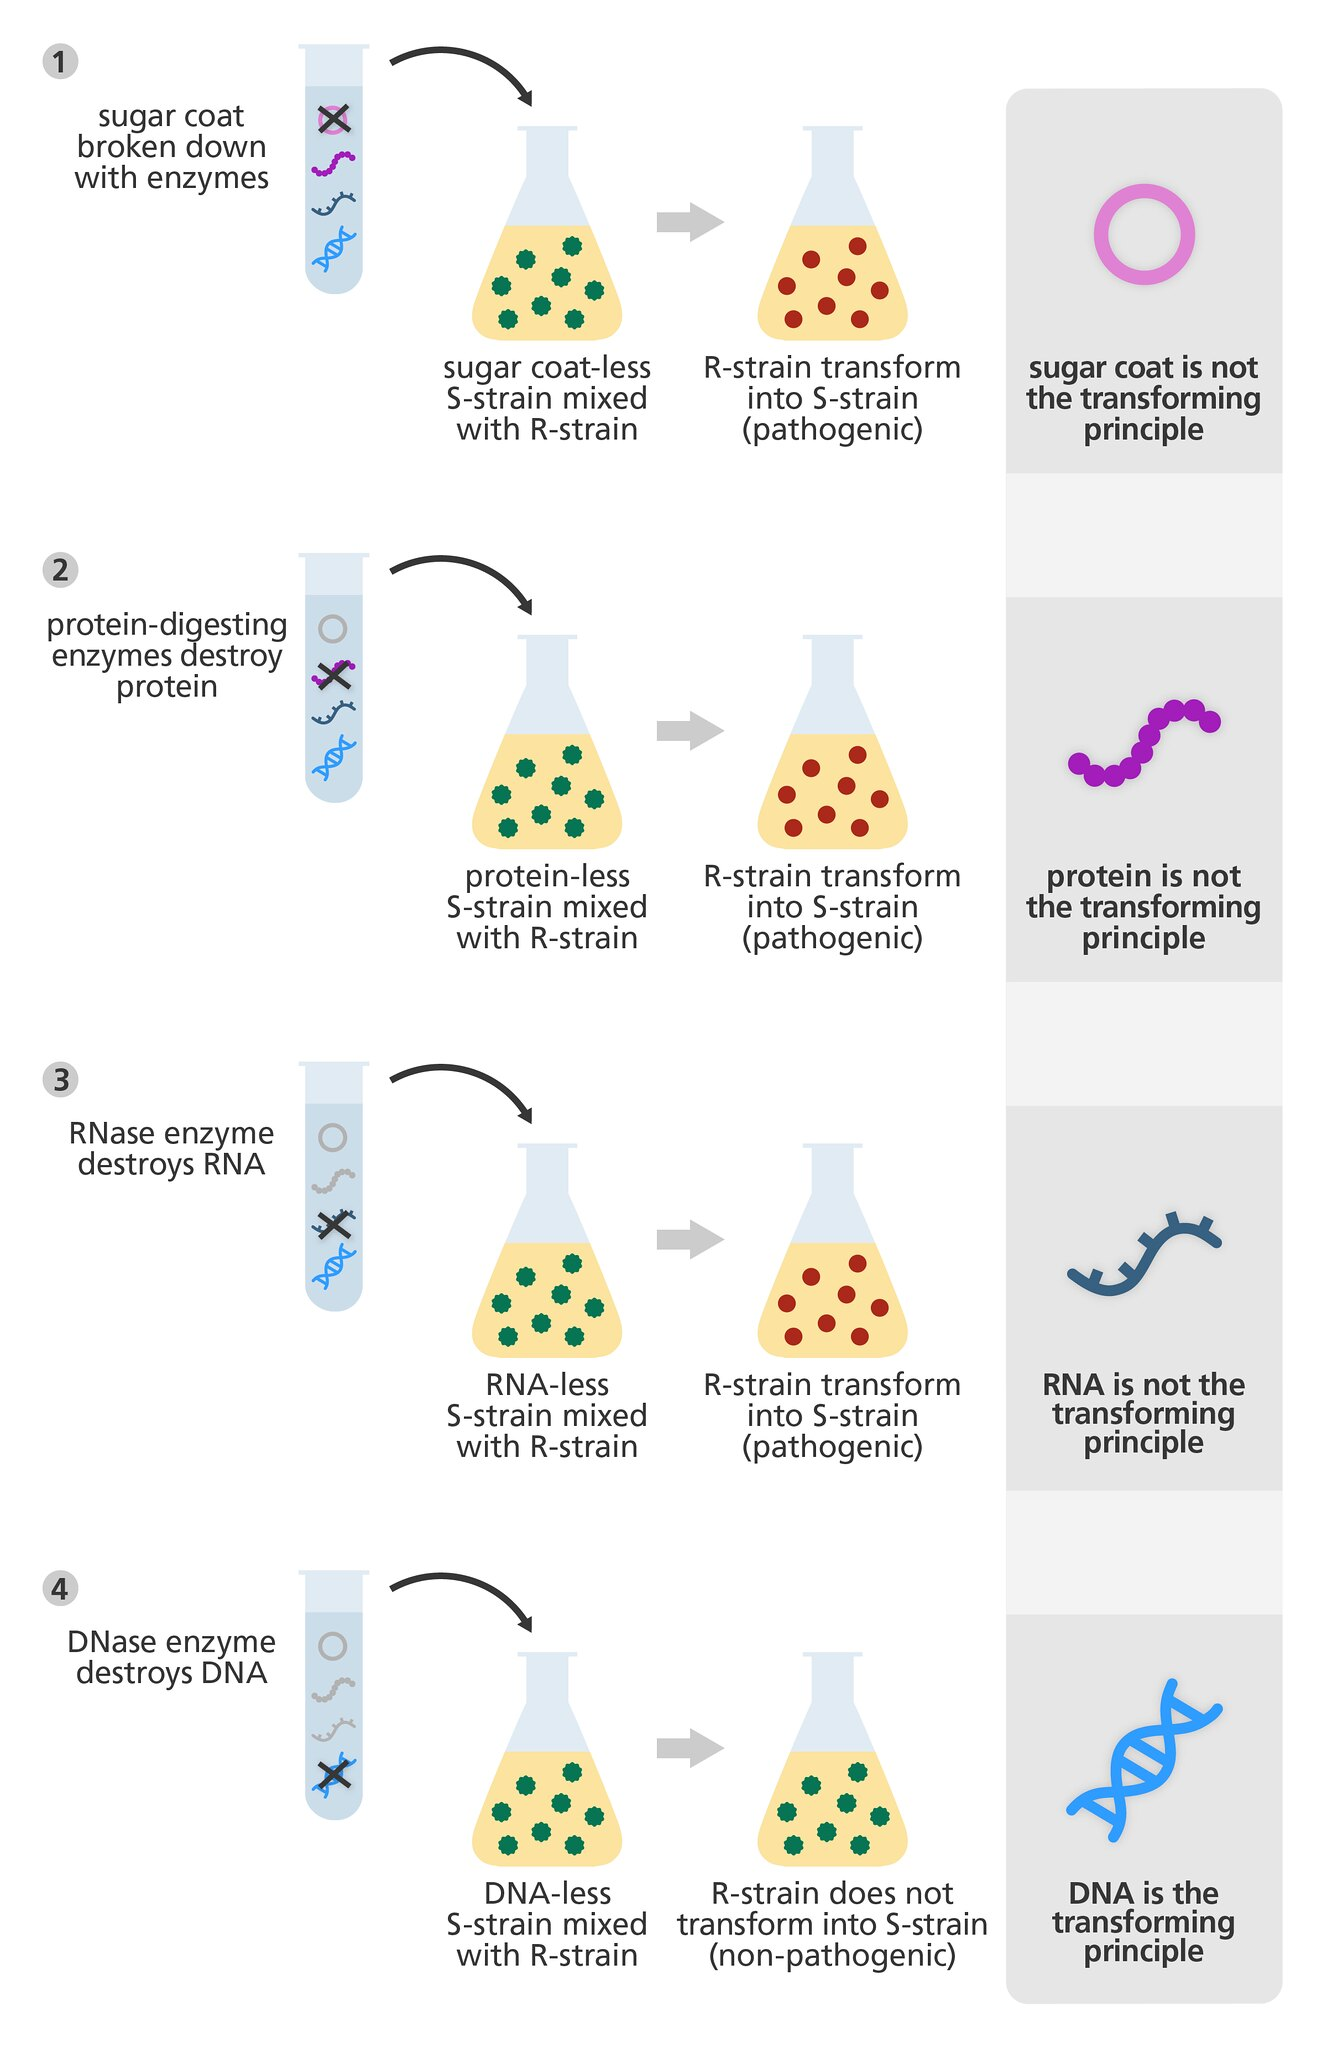 1
sugar coat
broken down
with enzymes
sugar coat-less
S-strain mixed
with R-strain
R-strain transform
into S-strain
(pathogenic)
sugar coat is not
the transforming
principle
2
protein-digesting
enzymes destroy
protein
protein-less
S-strain mixed
with R-strain
R-strain transform
into S-strain
(pathogenic)
protein is not
the transforming
principle
3
RNase enzyme
destroys RNA
RNA-less
S-strain mixed
with R-strain
R-strain transform
into S-strain
(pathogenic)
RNA is not the
transforming
principle
4
DNase enzyme
destroys DNA
DNA-less
S-strain mixed
with R-strain
R-strain does not
transform into S-strain
(non-pathogenic)
DNA is the
transforming
principle